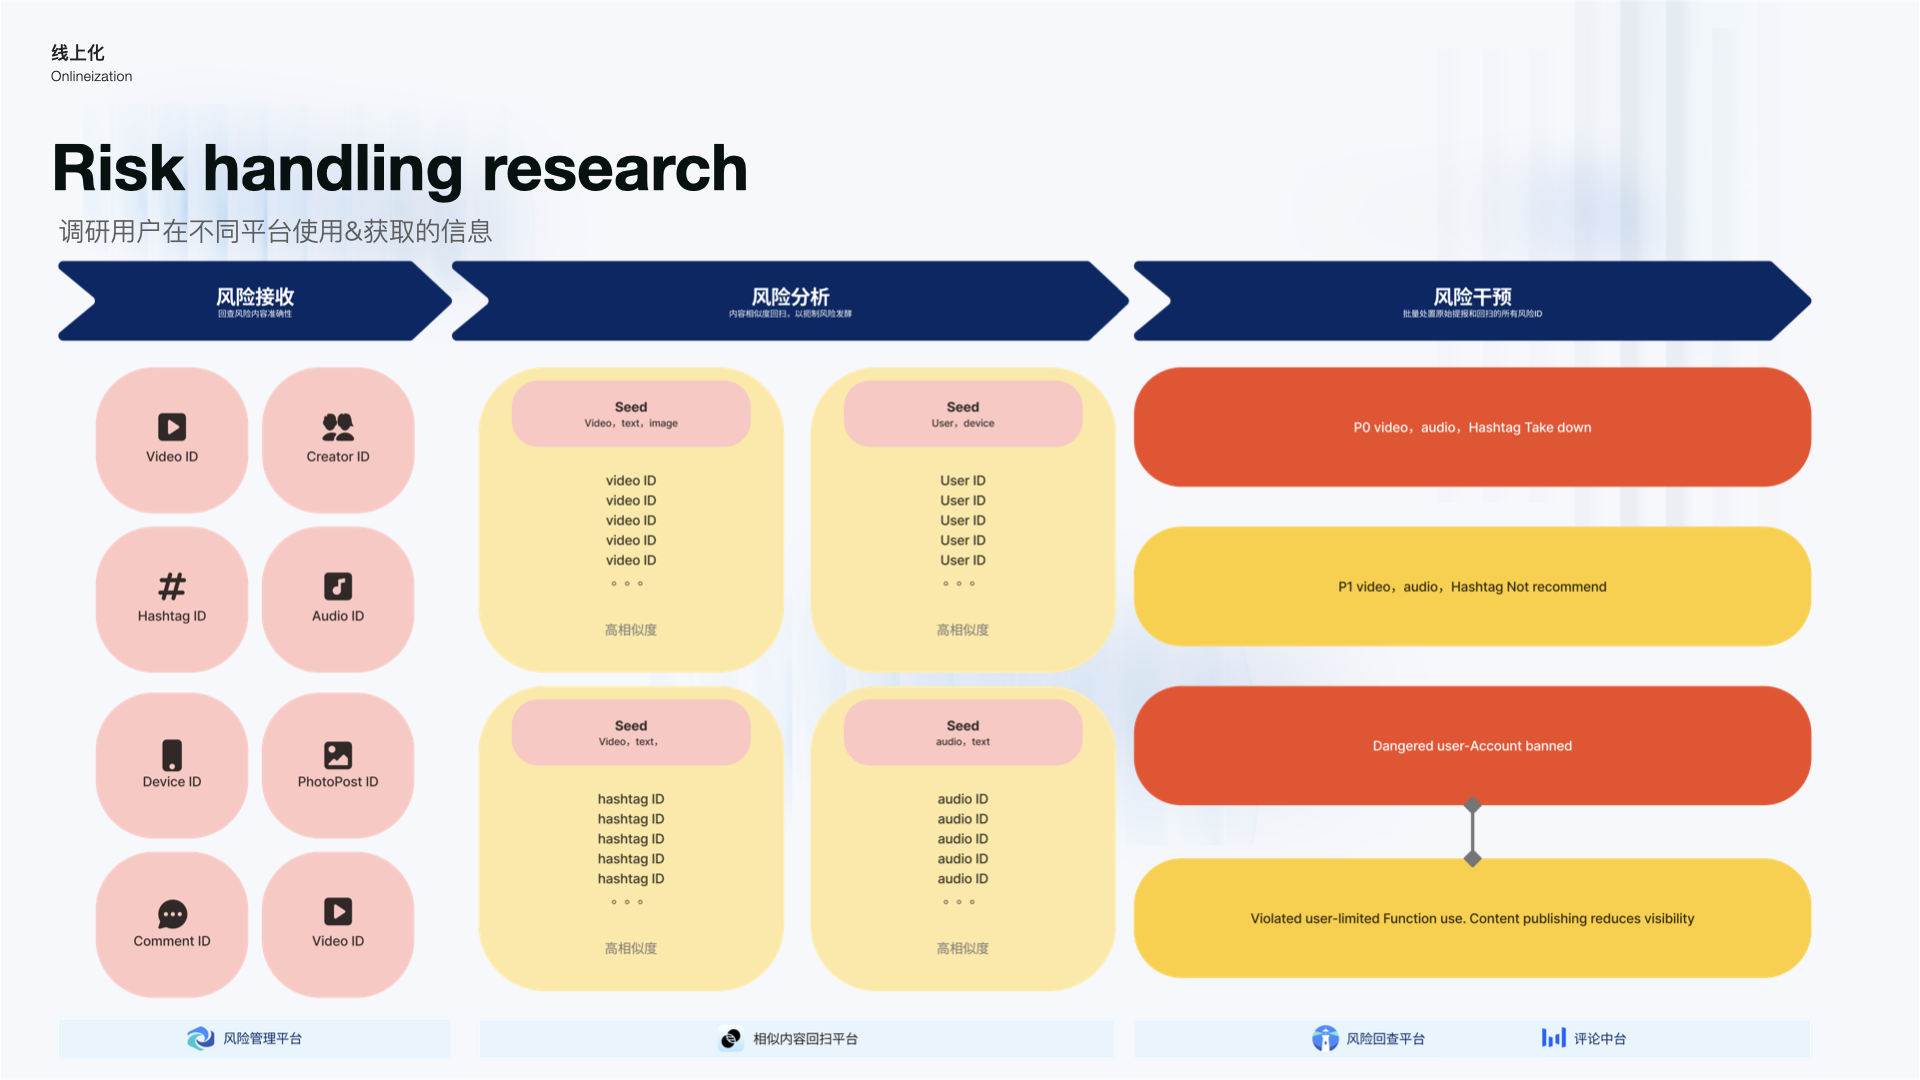 线上化
Onlineization
Risk handling research
调研用户在不同平台使用&获取的信息
风险接收
回查风险内容准确性
风险分析
内容相似度回扫，以扼制风险发酵
风险干预
批量处置原始提报和回扫的所有风险ID
Video ID
Creator ID
Hashtag ID
Audio ID
Device ID
PhotoPost ID
Comment ID
Video ID
Seed
Video，text，image
video ID
video ID
video ID
video ID
video ID
。。。
高相似度
Seed
User，device
User ID
User ID
User ID
User ID
User ID
。。。
高相似度
Seed
Video，text，
hashtag ID
hashtag ID
hashtag ID
hashtag ID
hashtag ID
。。。
高相似度
Seed
audio，text
audio ID
audio ID
audio ID
audio ID
audio ID
。。。
高相似度
P0 video，audio，Hashtag Take down
P1 video，audio，Hashtag Not recommend
Dangered user-Account banned
Violated user-limited Function use. Content publishing reduces visibility
风险管理平台
相似内容回扫平台
风险回查平台
评论中台